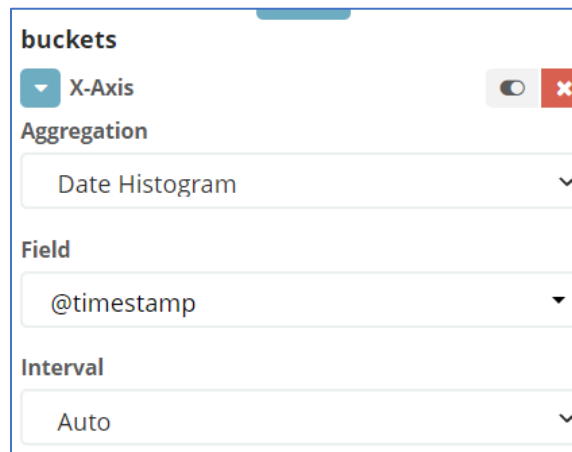 buckets
X-Axis
Aggregation
Date Histogram
Field
@timestamp
Interval
Auto